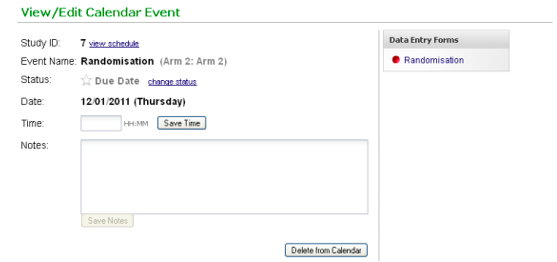 View/Edit Calendar Event
Study ID: 7 view schedule
Event Name: Randomisation (Arm 2: Arm 2)
Status: Due Date change status
Date: 12/01/2011 (Thursday)
Time: HH:MM Save Time
Notes:
Save Notes
Delete from Calendar
Data Entry Forms
Randomisation